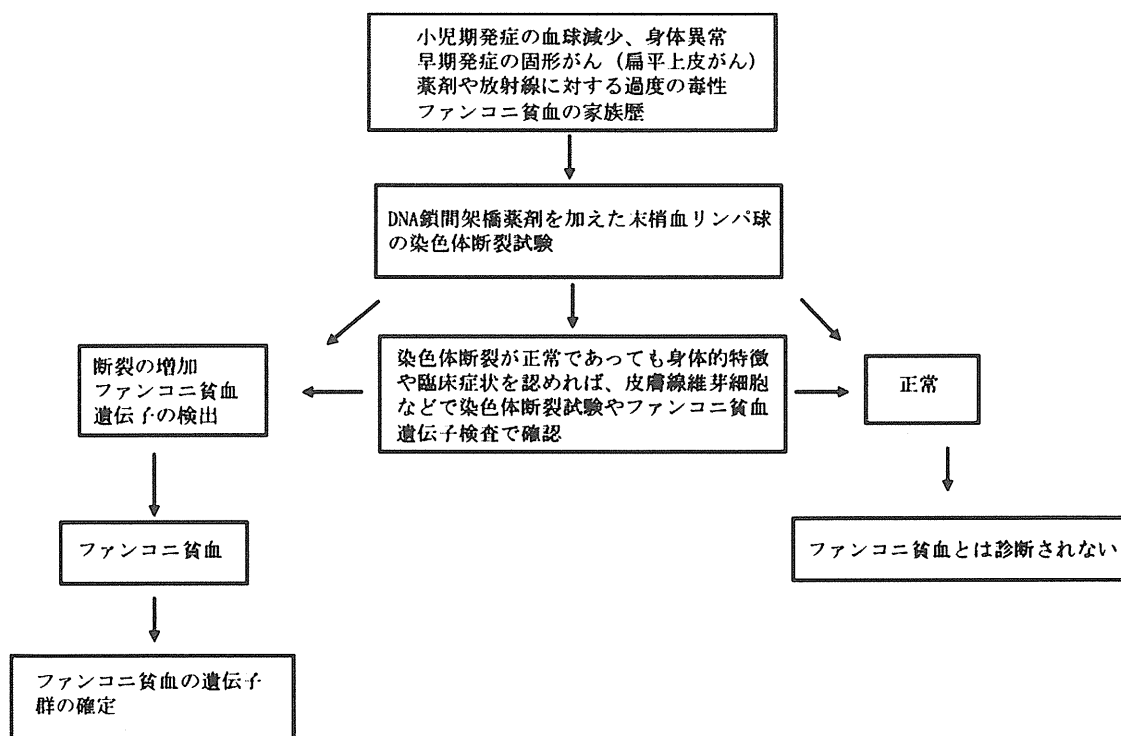 小児期発症の血球減少、身体異常
早期発症の固形がん（扁平上皮がん）
薬剤や放射線に対する過度の毒性
ファンコニ貧血の家族歴
DNA鎖間架橋薬剤を加えた末梢血リンパ球
の染色体断裂試験
断裂の増加
ファンコニ貧血
遺伝子の検出
染色体断裂が正常であっても身体的特徴
や臨床症状を認めれば、皮膚線維芽細胞
などで染色体断裂試験やファンコニ貧血
遺伝子検査で確認
正常
ファンコニ貧血
ファンコニ貧血とは診断されない
ファンコニ貧血の遺伝子
群の確定